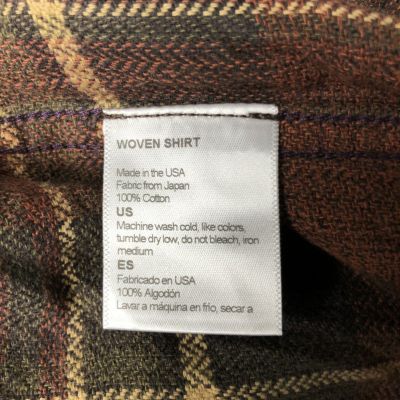 WOVEN SHIRT
Made in the USA
Fabric from Japan
100% Cotton
US
Machine wash cold, like colors,
tumble dry low, do not bleach, iron
medium
ES
Fabricado en USA
100% Algodón
Lavar a máquina en frío, secar a